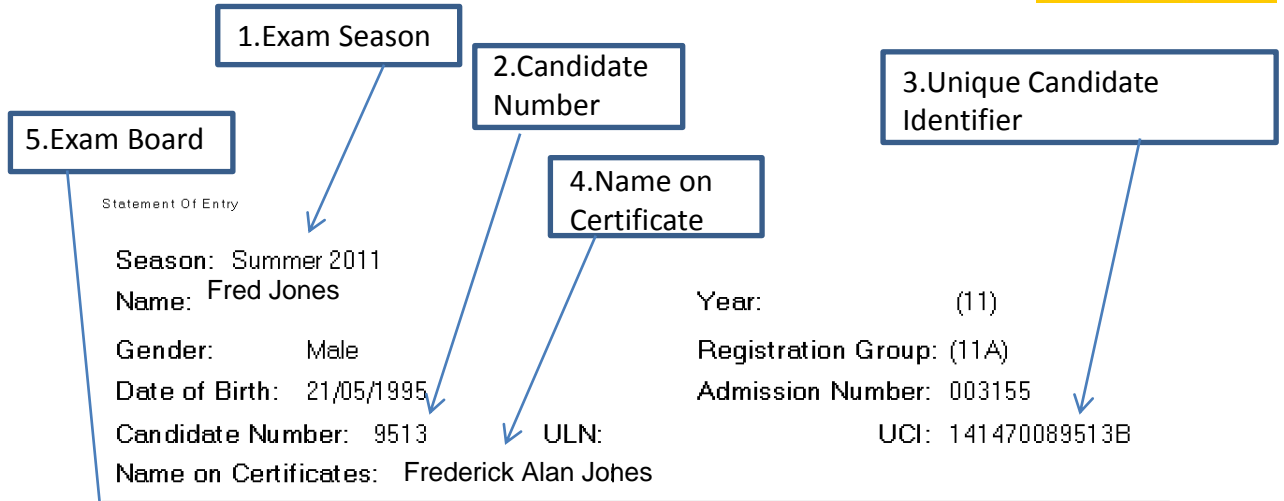 1.Exam Season
2.Candidate
Number
3.Unique Candidate
Identifier
5.Exam Board
4.Name on
Certificate
Statement Of Entry
Season: Summer 2011
Name: Fred Jones
Year: (11)
Gender: Male
Registration Group: (11A)
Date of Birth: 21/05/1995
Admission Number: 003155
Candidate Number: 9513 ULN: UCI: 141470089513B
Name on Certificates: Frederick Alan Johes